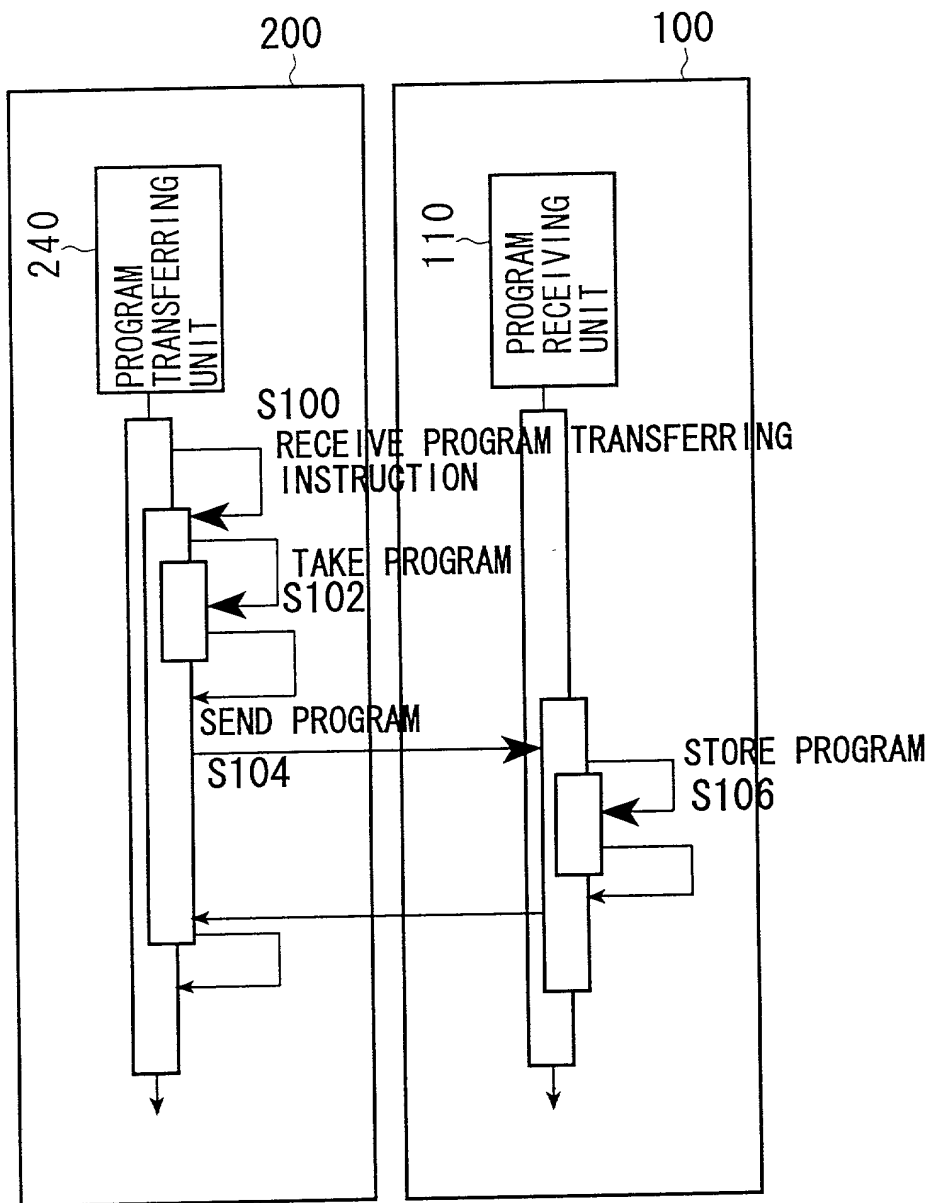 200
100
240
PROGRAM
TRANSFERRING
UNIT
110
PROGRAM
RECEIVING
UNIT
S100
RECEIVE PROGRAM TRANSFERRING
INSTRUCTION
TAKE PROGRAM
S102
SEND PROGRAM
S104
STORE PROGRAM
S106